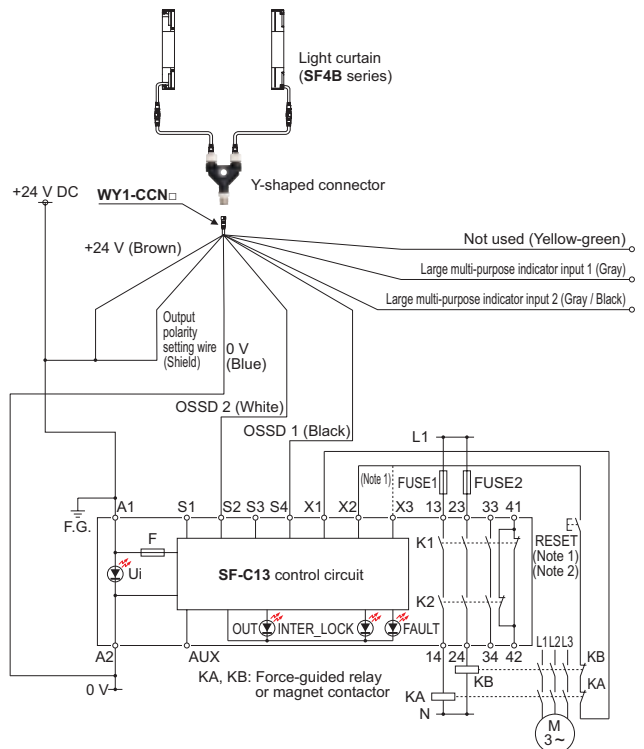 Light curtain
(SF4B series)
Y-shaped connector
+24 V DC
WY1-CCN□
+24 V (Brown)
Not used (Yellow-green)
Large multi-purpose indicator input 1 (Gray)
Large multi-purpose indicator input 2 (Gray / Black)
Output
polarity
setting wire
(Shield)
0 V
(Blue)
OSSD 2 (White)
OSSD 1 (Black)
L1
(Note 1)
FUSE1
FUSE2
F.G.
A1
S1
S2
S3
S4
X1
X2
X3
13
23
33
41
F
Ui
SF-C13 control circuit
K1
K2
RESET
(Note 1)
(Note 2)
OUT
INTER_LOCK
FAULT
A2
AUX
14
24
34
42
L1
L2
L3
KB
KA
KA, KB: Force-guided relay
or magnet contactor
KB
KA
0 V
N
M
3~